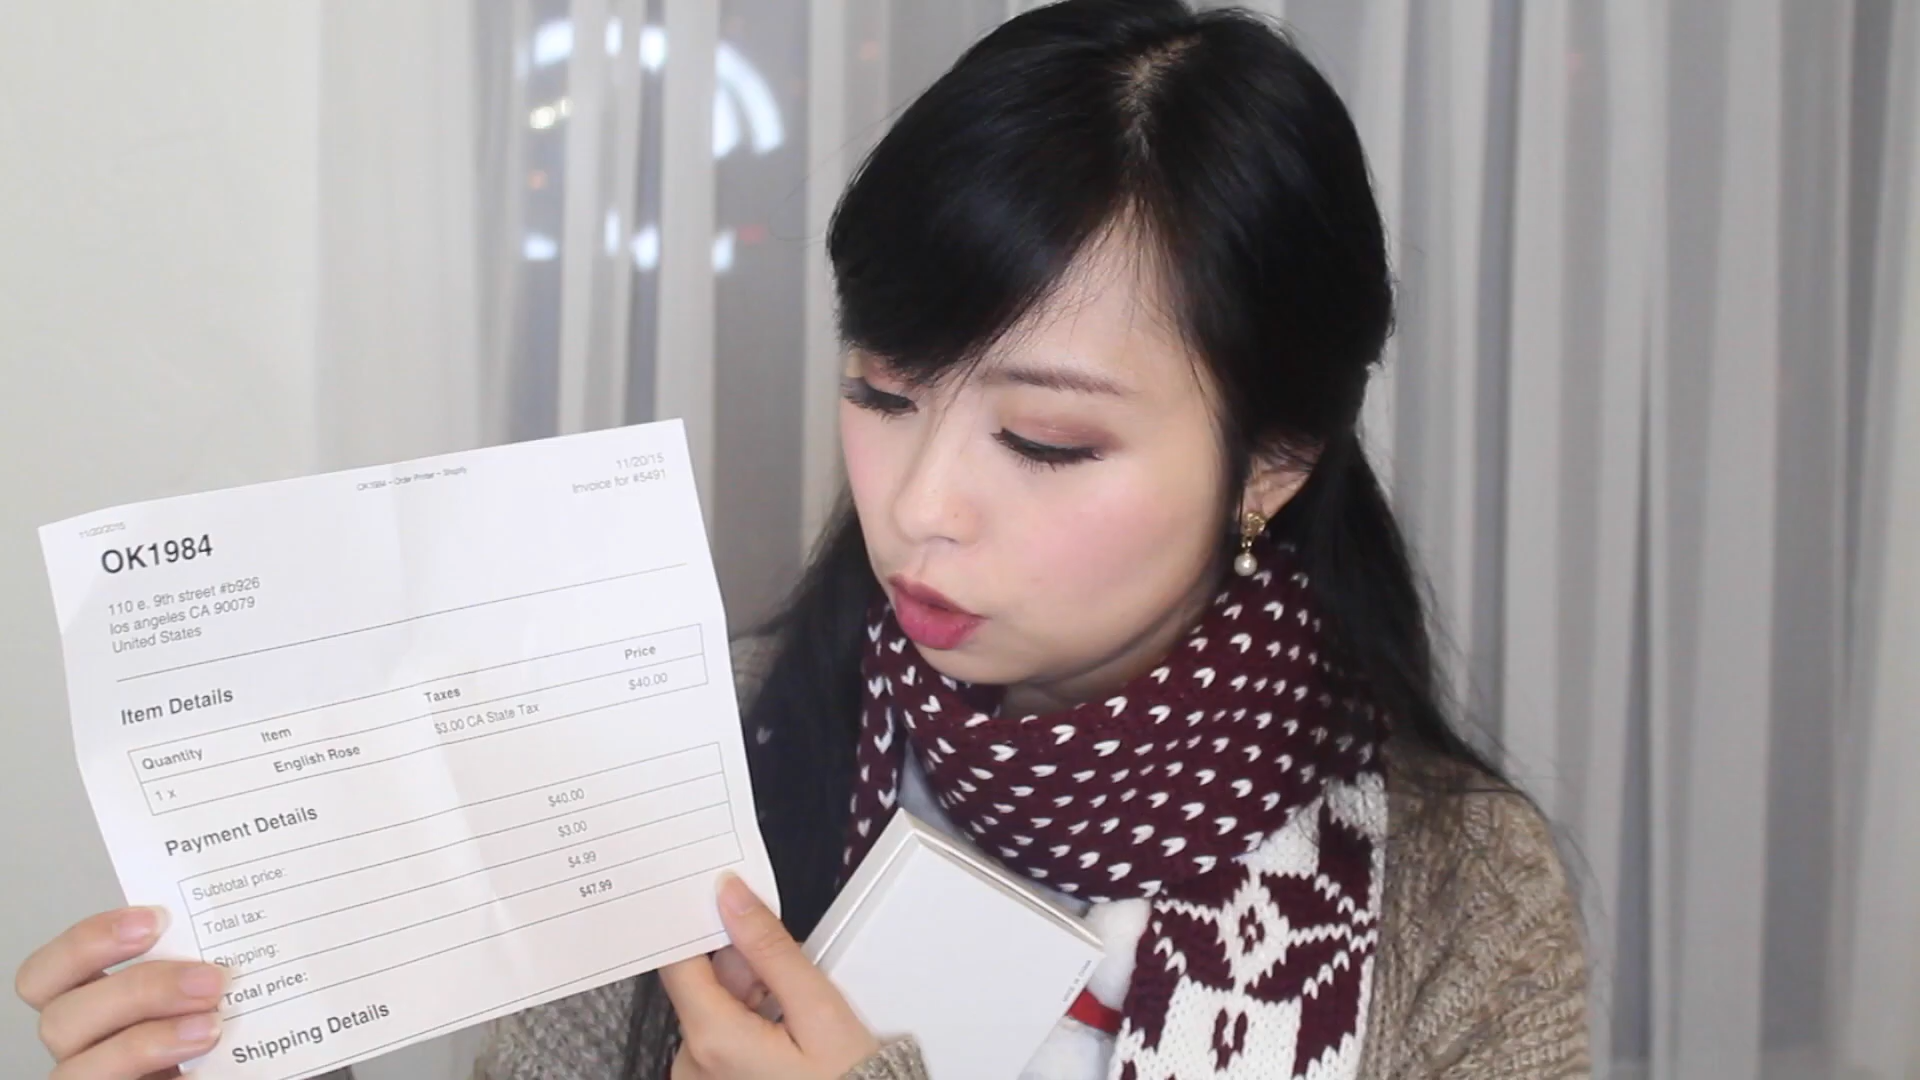 11/20/2015
OK1984 - Order Printer - Shopify
11/20/15
Invoice for #5491
OK1984
110 e. 9th street #b926
los angeles CA 90079
United States
Item Details
Quantity Item Taxes Price
1 x English Rose $3.00 CA State Tax $40.00
Payment Details
Subtotal price: $40.00
Total tax: $3.00
Shipping: $4.99
Total price: $47.99
Shipping Details
MADE IN CHINA